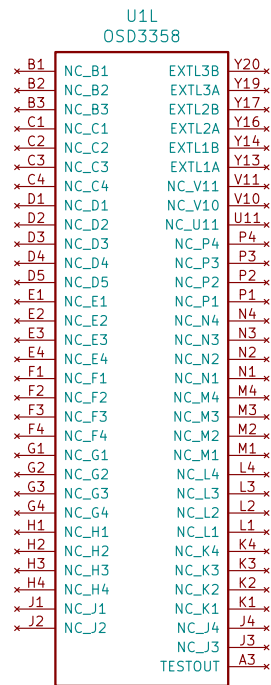 U1L
OSD3358
B1 NC_B1 EXTL3B Y20
B2 NC_B2 EXTL3A Y19
B3 NC_B3 EXTL2B Y17
C1 NC_C1 EXTL2A Y16
C2 NC_C2 EXTL1B Y14
C3 NC_C3 EXTL1A Y13
C4 NC_C4 NC_V11 V11
D1 NC_D1 NC_V10 V10
D2 NC_D2 NC_U11 U11
D3 NC_D3 NC_P4 P4
D4 NC_D4 NC_P3 P3
D5 NC_D5 NC_P2 P2
E1 NC_E1 NC_P1 P1
E2 NC_E2 NC_N4 N4
E3 NC_E3 NC_N3 N3
E4 NC_E4 NC_N2 N2
F1 NC_F1 NC_N1 N1
F2 NC_F2 NC_M4 M4
F3 NC_F3 NC_M3 M3
F4 NC_F4 NC_M2 M2
G1 NC_G1 NC_M1 M1
G2 NC_G2 NC_L4 L4
G3 NC_G3 NC_L3 L3
G4 NC_G4 NC_L2 L2
H1 NC_H1 NC_L1 L1
H2 NC_H2 NC_K4 K4
H3 NC_H3 NC_K3 K3
H4 NC_H4 NC_K2 K2
J1 NC_J1 NC_K1 K1
J2 NC_J2 NC_J4 J4
NC_J3 J3
TESTOUT A3